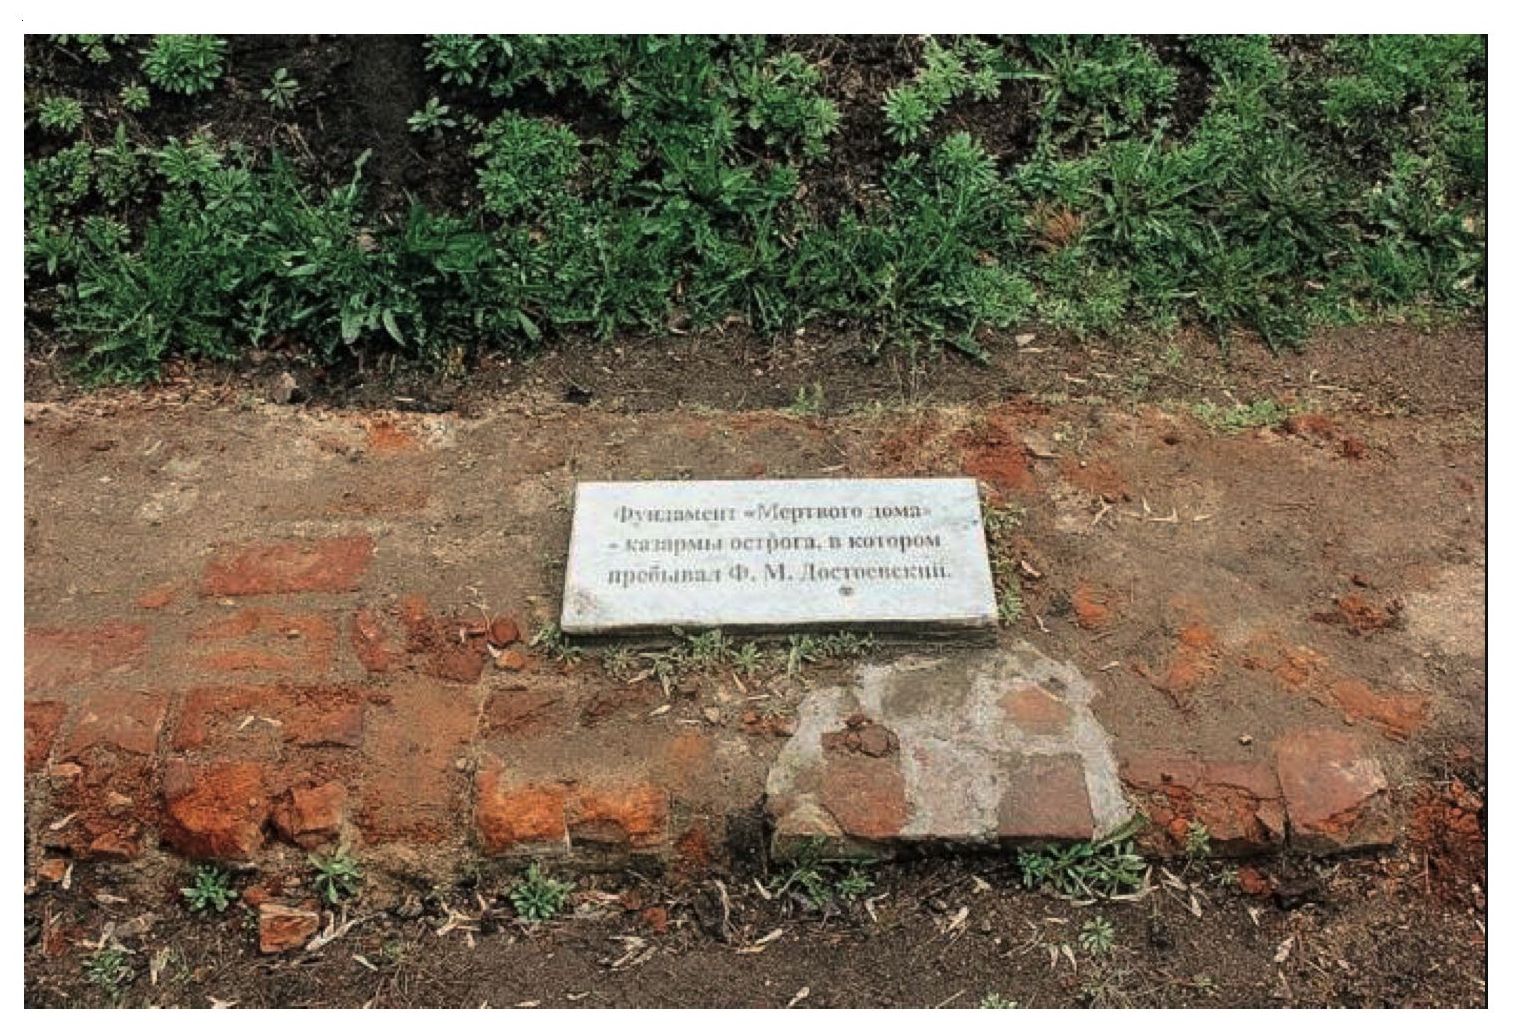 Фундамент «Мертвого дома»
- казармы острога, в котором
пребывал Ф. М. Достоевский.